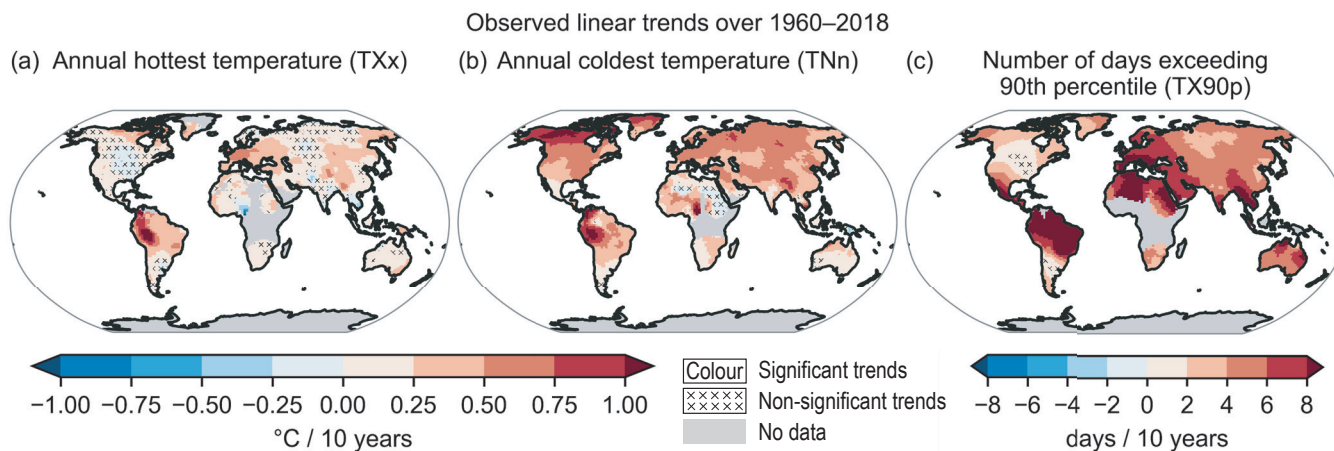 Observed linear trends over 1960–2018
(a) Annual hottest temperature (TXx)
(b) Annual coldest temperature (TNn)
(c) Number of days exceeding
90th percentile (TX90p)
−1.00 −0.75 −0.50 −0.25 0.00 0.25 0.50 0.75 1.00
°C / 10 years
Colour Significant trends
Non-significant trends
No data
−8 −6 −4 −2 0 2 4 6 8
days / 10 years